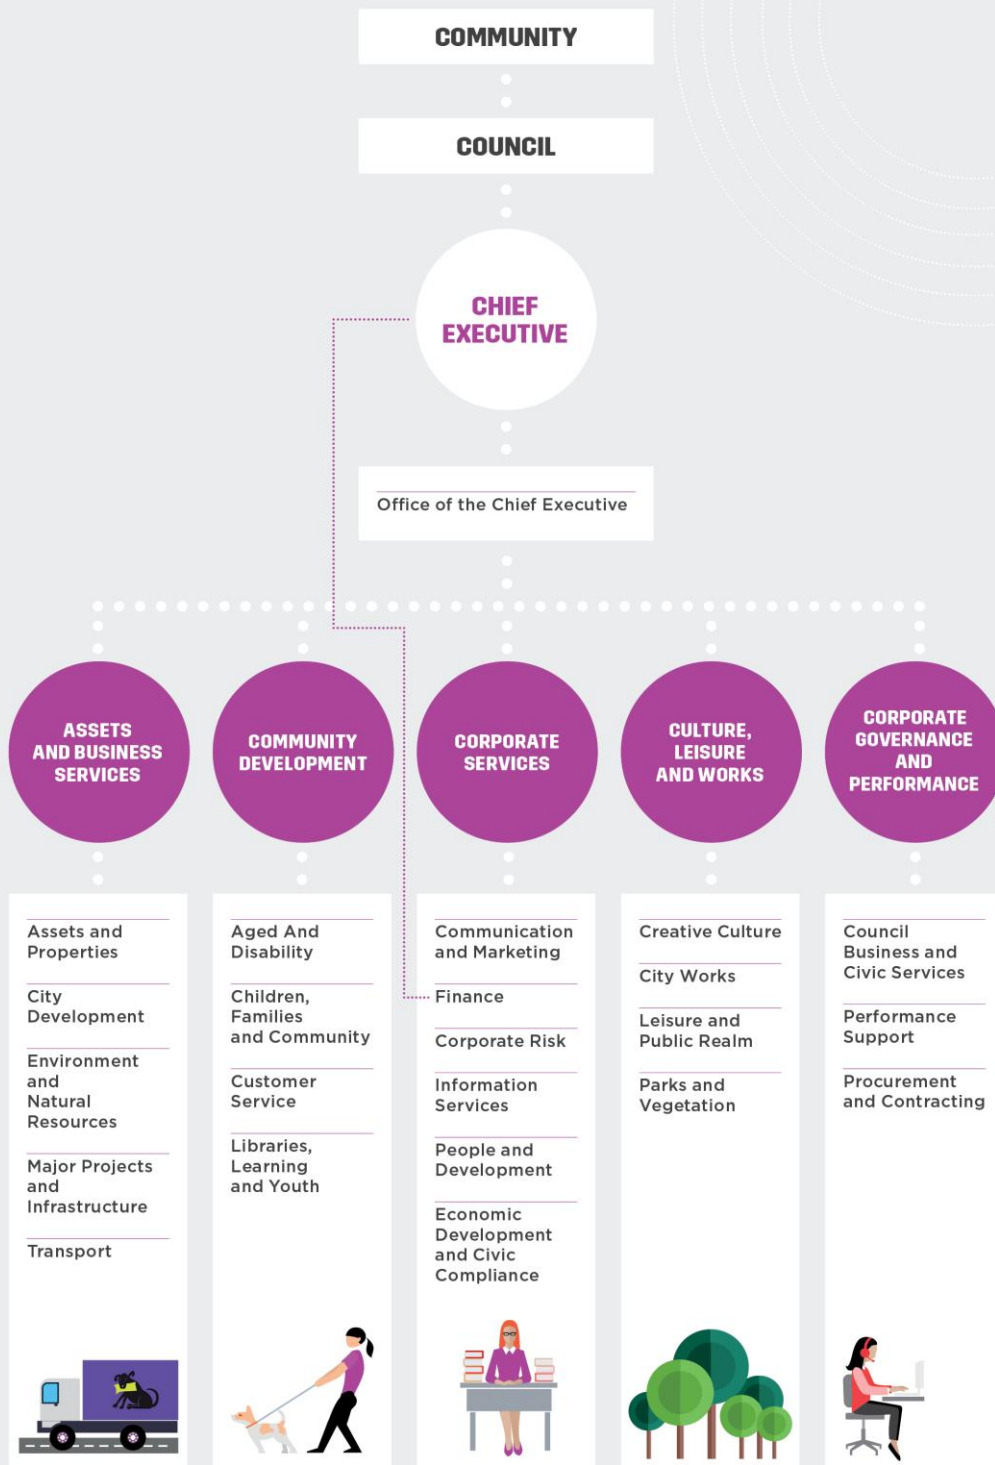 COMMUNITY
COUNCIL
CHIEF
EXECUTIVE
Office of the Chief Executive
ASSETS
AND BUSINESS
SERVICES
COMMUNITY
DEVELOPMENT
CORPORATE
SERVICES
CULTURE,
LEISURE
AND WORKS
CORPORATE
GOVERNANCE
AND
PERFORMANCE
Assets and
Properties
City
Development
Environment
and
Natural
Resources
Major Projects
and
Infrastructure
Transport
Aged And
Disability
Children,
Families
and Community
Customer
Service
Libraries,
Learning
and Youth
Communication
and Marketing
Finance
Corporate Risk
Information
Services
People and
Development
Economic
Development
and Civic
Compliance
Creative Culture
City Works
Leisure and
Public Realm
Parks and
Vegetation
Council
Business and
Civic Services
Performance
Support
Procurement
and Contracting